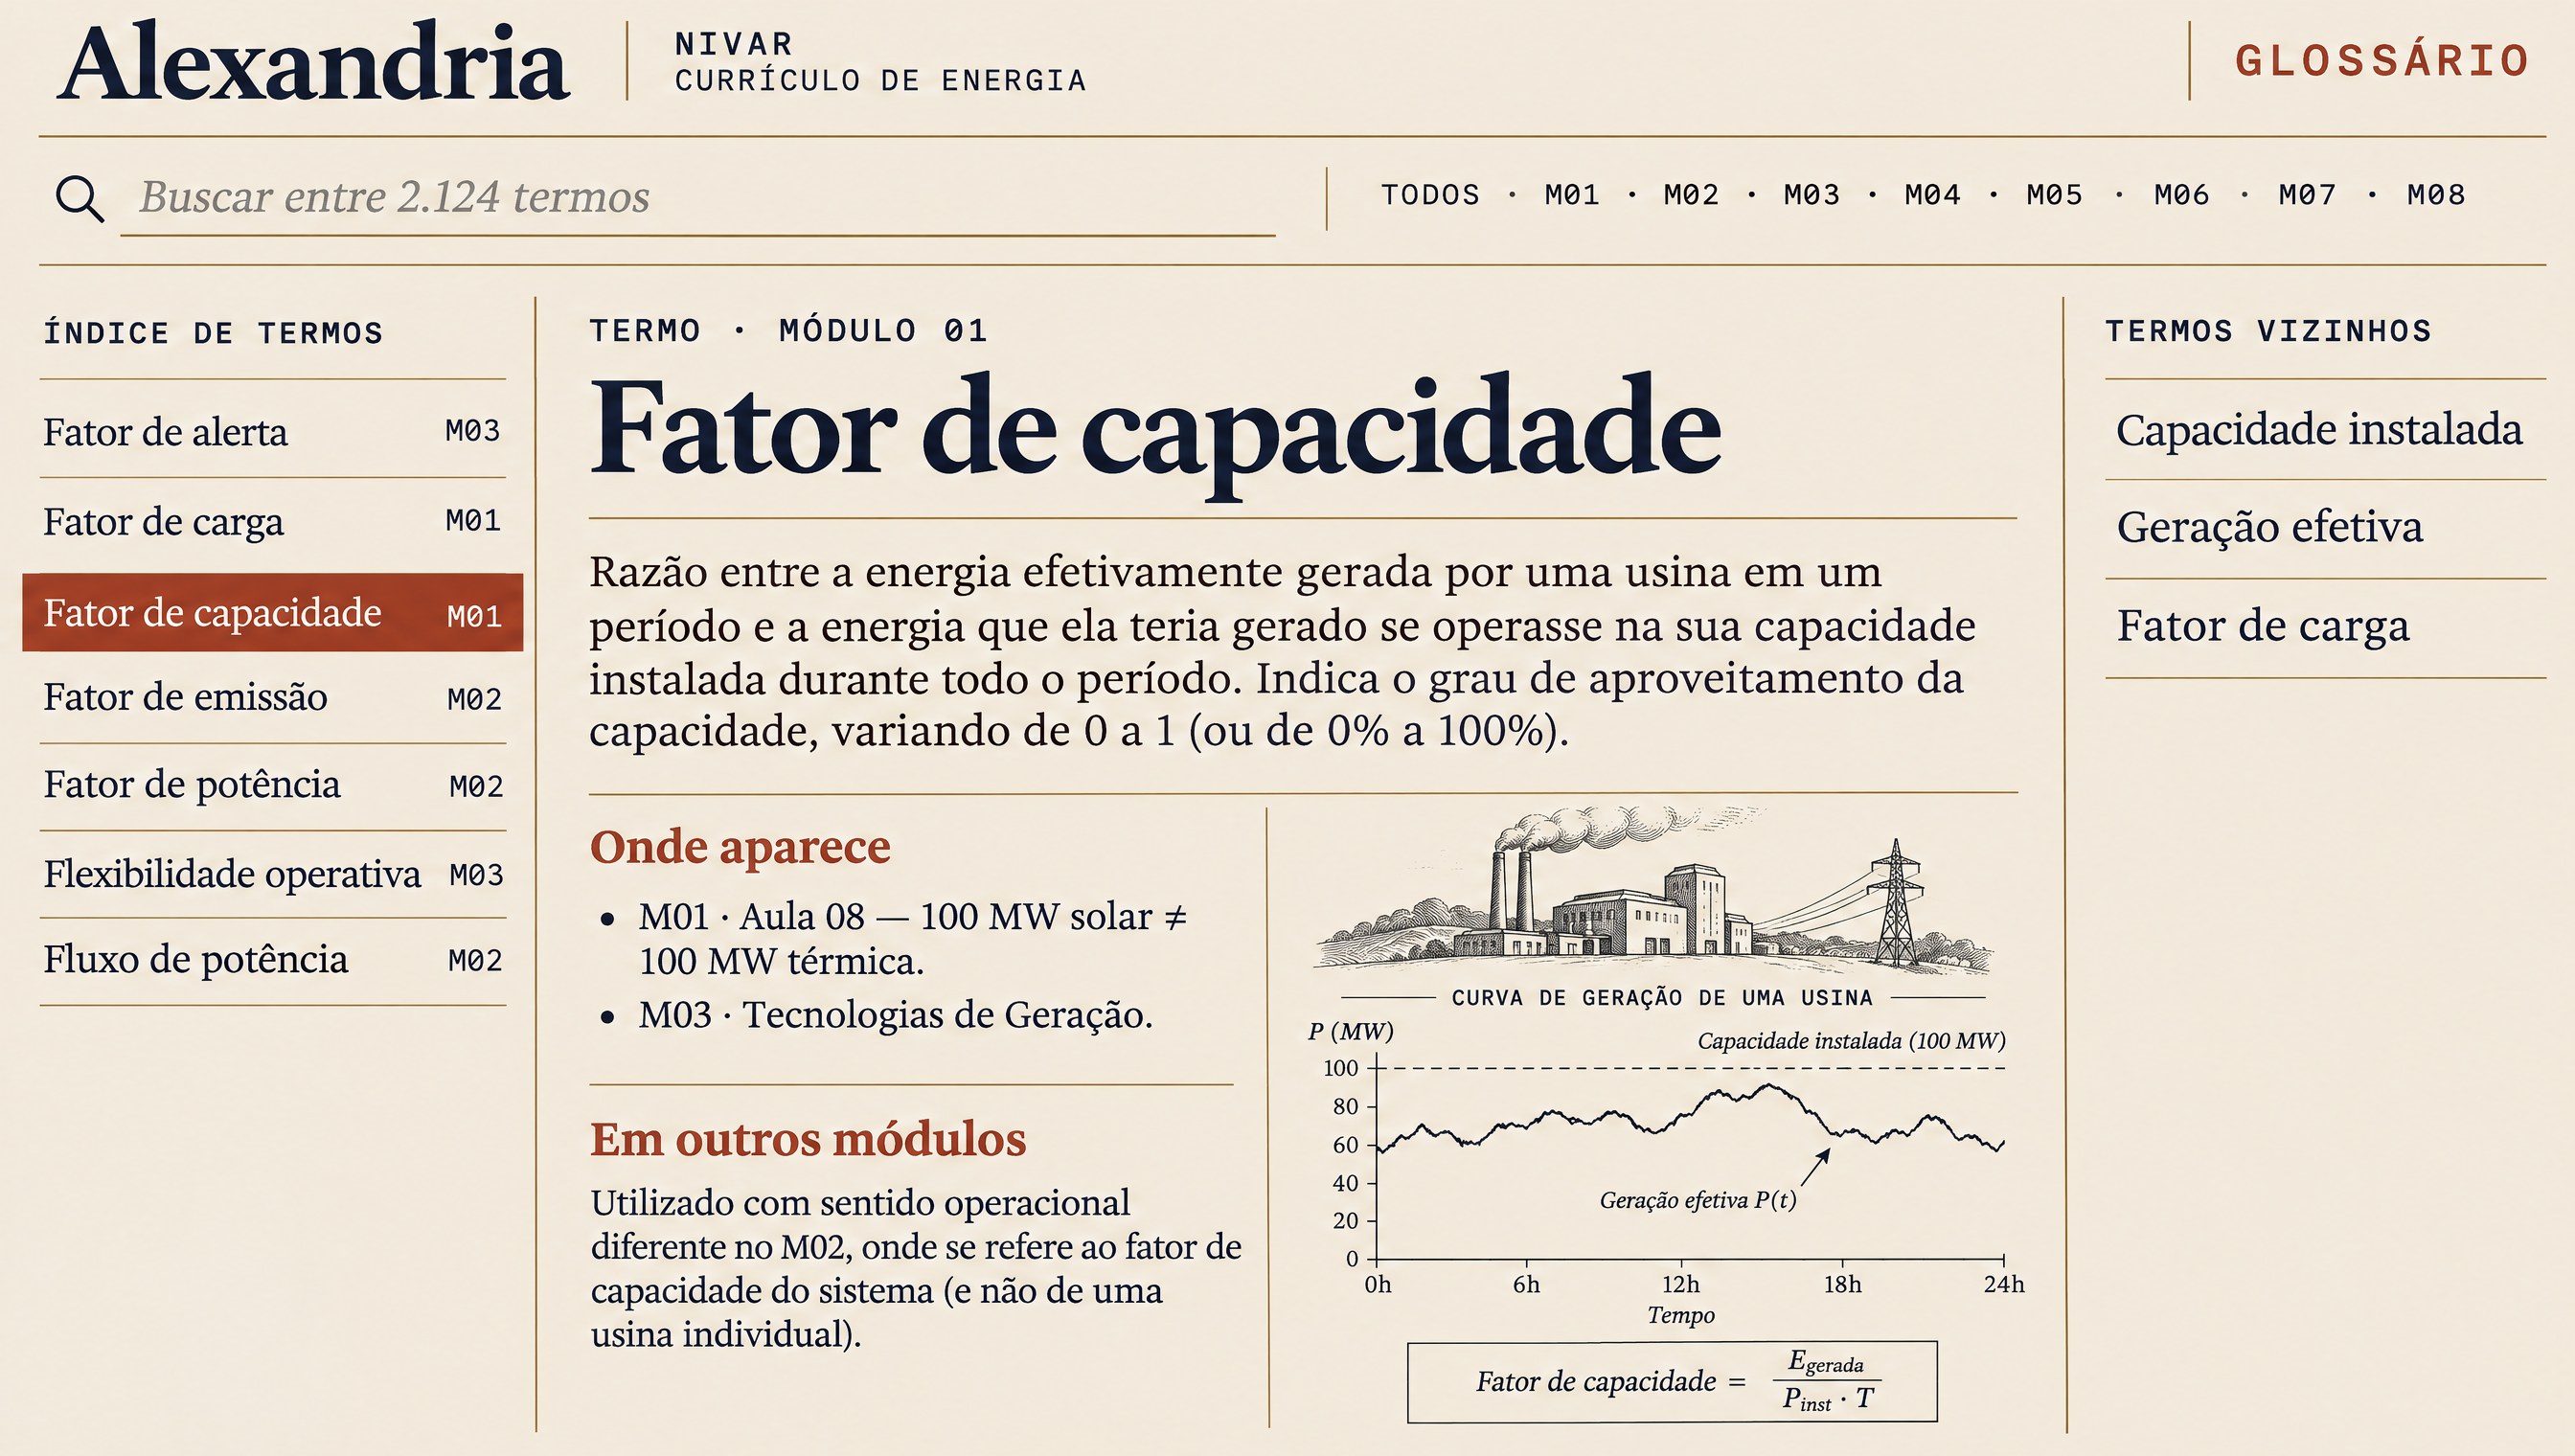 Alexandria
NIVAR
CURRÍCULO DE ENERGIA
GLOSSÁRIO
Buscar entre 2.124 termos
TODOS · M01 · M02 · M03 · M04 · M05 · M06 · M07 · M08
ÍNDICE DE TERMOS
Fator de alerta M03
Fator de carga M01
Fator de capacidade M01
Fator de emissão M02
Fator de potência M02
Flexibilidade operativa M03
Fluxo de potência M02
TERMO · MÓDULO 01
Fator de capacidade
Razão entre a energia efetivamente gerada por uma usina em um
período e a energia que ela teria gerado se operasse na sua capacidade
instalada durante todo o período. Indica o grau de aproveitamento da
capacidade, variando de 0 a 1 (ou de 0% a 100%).
Onde aparece
• M01 · Aula 08 — 100 MW solar ≠
100 MW térmica.
• M03 · Tecnologias de Geração.
Em outros módulos
Utilizado com sentido operacional
diferente no M02, onde se refere ao fator de
capacidade do sistema (e não de uma
usina individual).
CURVA DE GERAÇÃO DE UMA USINA
P (MW)
Capacidade instalada (100 MW)
100
80
60
40
20
0
Geração efetiva P(t)
0h 6h 12h 18h 24h
Tempo
Fator de capacidade = Egerada / Pinst · T
TERMOS VIZINHOS
Capacidade instalada
Geração efetiva
Fator de carga